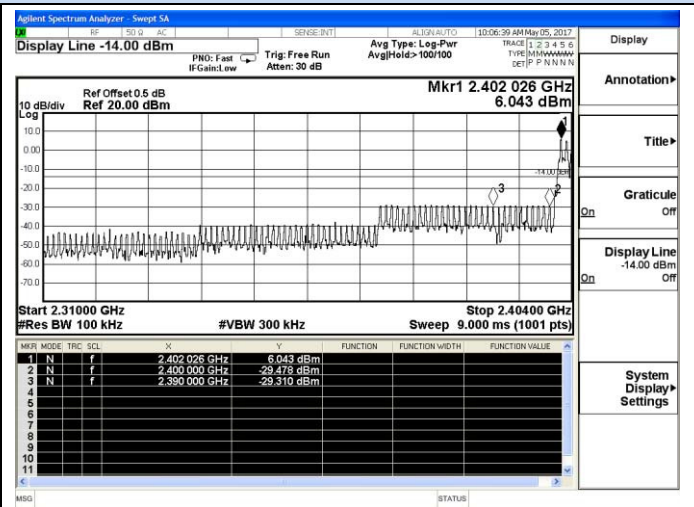 Agilent Spectrum Analyzer - Swept SA
RF 50 Ω AC SENSE:INT ALIGN AUTO 10:06:39 AM May 05, 2017
Display Line -14.00 dBm
PNO: Fast
IFGain:Low
Trig: Free Run
Atten: 30 dB
Avg Type: Log-Pwr
Avg|Hold:> 100/100
TRACE 1 2 3 4 5 6
TYPE MMWWWW
DET P P N N N N
Ref Offset 0.5 dB
10 dB/div Ref 20.00 dBm
Log
Mkr1 2.402 026 GHz
6.043 dBm
1
10.0
0.00
-10.0
-14.00 dBm
-20.0
3
2
-30.0
-40.0
-50.0
-60.0
-70.0
Start 2.31000 GHz Stop 2.40400 GHz
#Res BW 100 kHz #VBW 300 kHz Sweep 9.000 ms (1001 pts)
MKR MODE TRC SCL X Y FUNCTION FUNCTION WIDTH FUNCTION VALUE
1 N f 2.402 026 GHz 6.043 dBm
2 N f 2.400 000 GHz -29.478 dBm
3 N f 2.390 000 GHz -29.310 dBm
4
5
6
7
8
9
10
11
MSG STATUS
Display
Annotation
Title
Graticule
On Off
Display Line
-14.00 dBm
On Off
System
Display
Settings